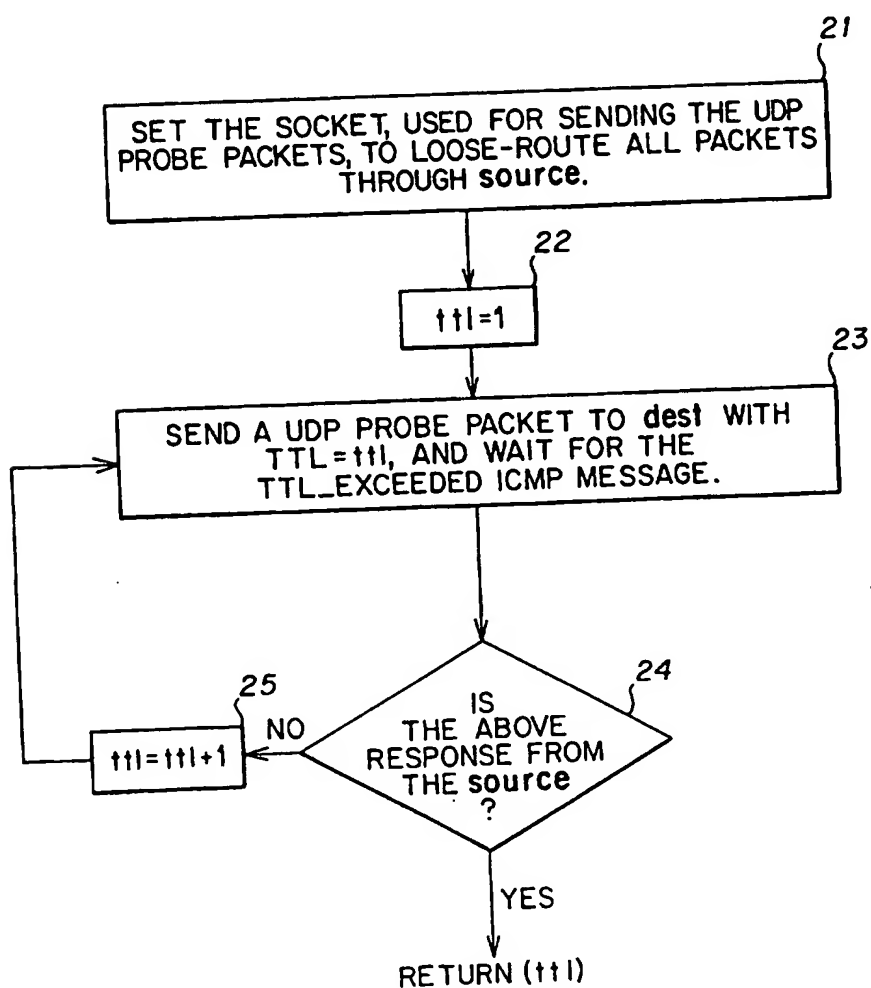 21
SET THE SOCKET, USED FOR SENDING THE UDP
PROBE PACKETS, TO LOOSE-ROUTE ALL PACKETS
THROUGH source.
22
ttl=1
23
SEND A UDP PROBE PACKET TO dest WITH
TTL=ttl, AND WAIT FOR THE
TTL_EXCEEDED ICMP MESSAGE.
24
IS
THE ABOVE
RESPONSE FROM
THE source
?
25
NO
ttl=ttl+1
YES
RETURN (ttl)